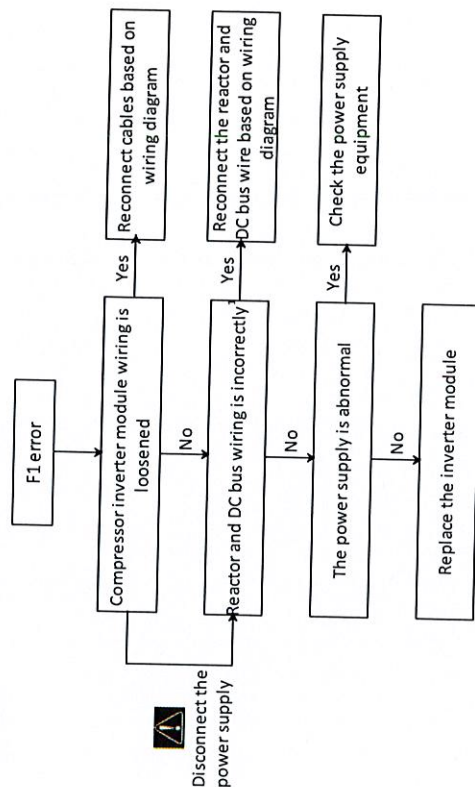 F1 error
Compressor inverter module wiring is
loosened
Yes
Reconnect cables based on
wiring diagram
No
Disconnect the
power supply
Reactor and DC bus wiring is incorrectly
Yes
Reconnect the reactor and
DC bus wire based on wiring
diagram
No
The power supply is abnormal
Yes
Check the power supply
equipment
No
Replace the inverter module